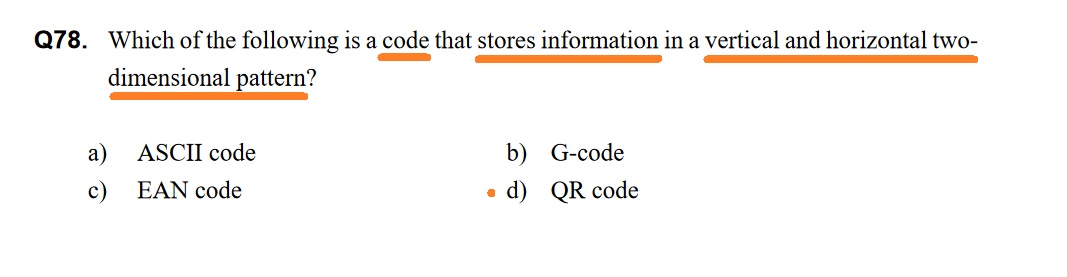 Q78. Which of the following is a code that stores information in a vertical and horizontal two-
dimensional pattern?
a) ASCII code b) G-code
c) EAN code d) QR code